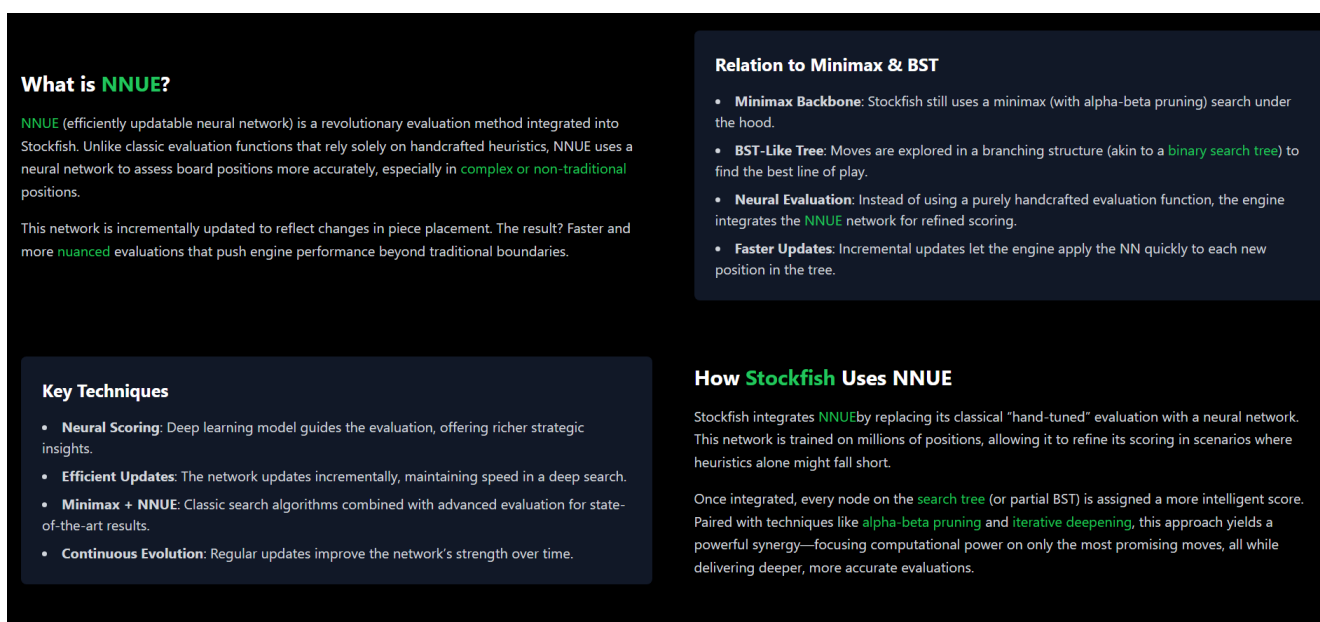 What is NNUE?
NNUE (efficiently updatable neural network) is a revolutionary evaluation method integrated into
Stockfish. Unlike classic evaluation functions that rely solely on handcrafted heuristics, NNUE uses a
neural network to assess board positions more accurately, especially in complex or non-traditional
positions.
This network is incrementally updated to reflect changes in piece placement. The result? Faster and
more nuanced evaluations that push engine performance beyond traditional boundaries.
Relation to Minimax & BST
• Minimax Backbone: Stockfish still uses a minimax (with alpha-beta pruning) search under
the hood.
• BST-Like Tree: Moves are explored in a branching structure (akin to a binary search tree) to
find the best line of play.
• Neural Evaluation: Instead of using a purely handcrafted evaluation function, the engine
integrates the NNUE network for refined scoring.
• Faster Updates: Incremental updates let the engine apply the NN quickly to each new
position in the tree.
Key Techniques
• Neural Scoring: Deep learning model guides the evaluation, offering richer strategic
insights.
• Efficient Updates: The network updates incrementally, maintaining speed in a deep search.
• Minimax + NNUE: Classic search algorithms combined with advanced evaluation for state-
of-the-art results.
• Continuous Evolution: Regular updates improve the network's strength over time.
How Stockfish Uses NNUE
Stockfish integrates NNUEby replacing its classical “hand-tuned” evaluation with a neural network.
This network is trained on millions of positions, allowing it to refine its scoring in scenarios where
heuristics alone might fall short.
Once integrated, every node on the search tree (or partial BST) is assigned a more intelligent score.
Paired with techniques like alpha-beta pruning and iterative deepening, this approach yields a
powerful synergy—focusing computational power on only the most promising moves, all while
delivering deeper, more accurate evaluations.